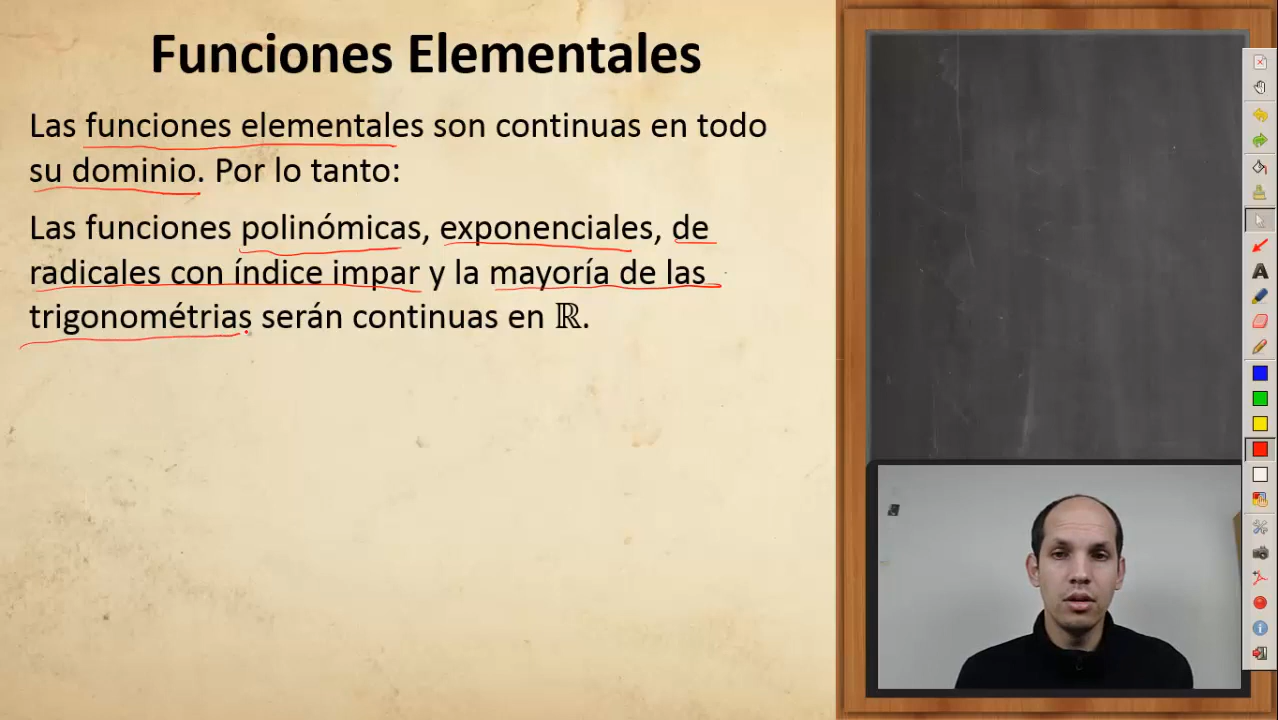 Funciones Elementales
Las funciones elementales son continuas en todo
su dominio. Por lo tanto:
Las funciones polinómicas, exponenciales, de
radicales con índice impar y la mayoría de las
trigonométrias serán continuas en ℝ.
A